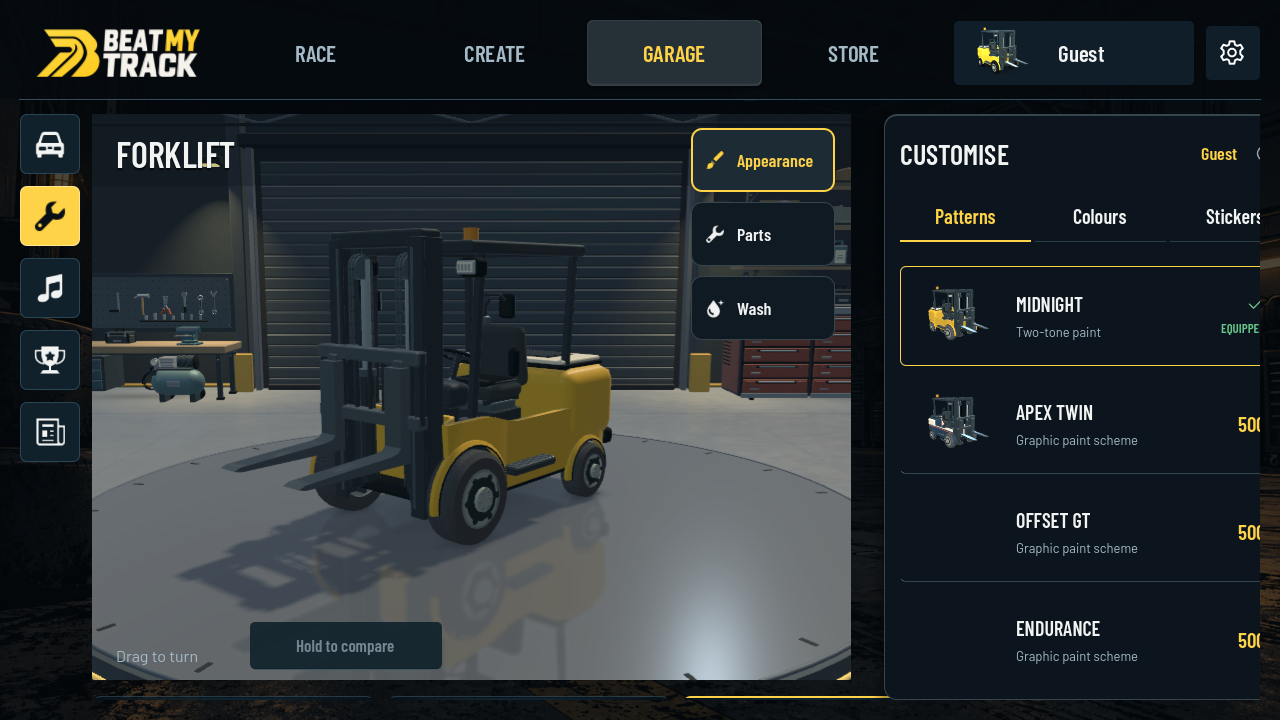 BEATMY
TRACK
RACE
CREATE
GARAGE
STORE
Guest
FORKLIFT
Appearance
Parts
Wash
Hold to compare
Drag to turn
CUSTOMISE
Guest
Patterns
Colours
Stickers
MIDNIGHT
Two-tone paint
EQUIPPE
APEX TWIN
Graphic paint scheme
500
OFFSET GT
Graphic paint scheme
500
ENDURANCE
Graphic paint scheme
500